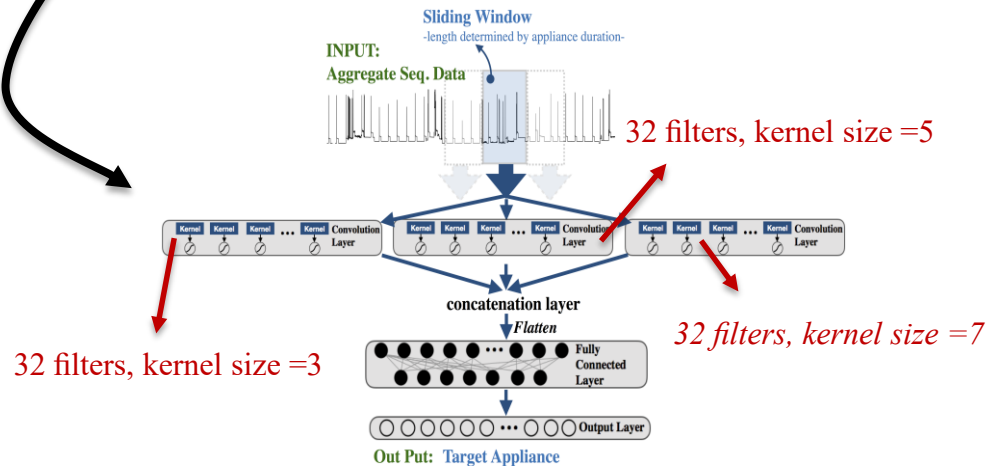 Sliding Window
-length determined by appliance duration-
INPUT:
Aggregate Seq. Data
32 filters, kernel size =5
Kernel Kernel Kernel ••• Kernel Convolution
Layer
Kernel Kernel Kernel ••• Kernel Convolution
Layer
Kernel Kernel Kernel ••• Kernel Convolution
Layer
concatenation layer
Flatten
32 filters, kernel size =7
32 filters, kernel size =3
••• Fully
Connected
Layer
••• Output Layer
Out Put: Target Appliance